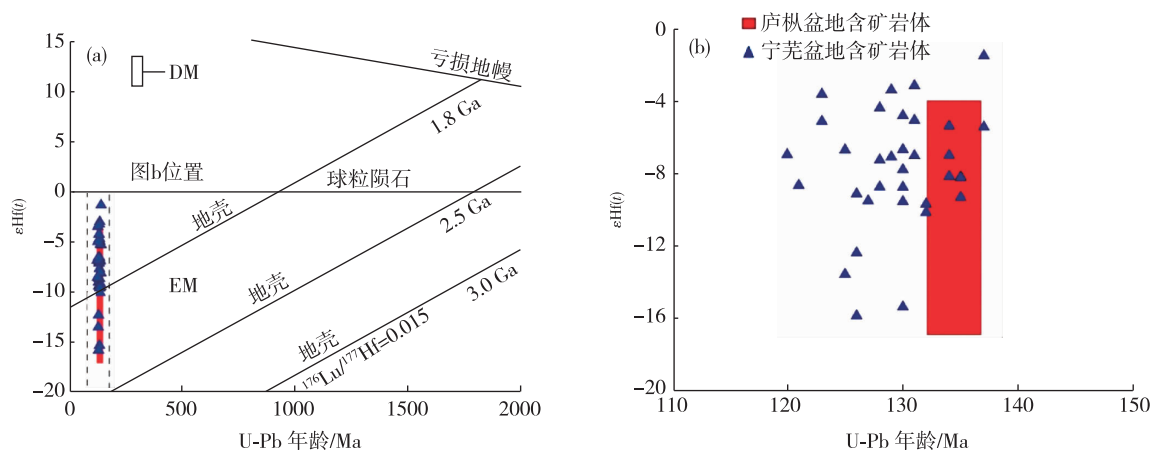 (a)
15
10
5
0
−5
−10
−15
−20
εHf(t)
DM
亏损地幔
1.8 Ga
图b位置
球粒陨石
地壳
2.5 Ga
EM
地壳
3.0 Ga
地壳
¹⁷⁶Lu/¹⁷⁷Hf=0.015
0
500
1000
1500
2000
U-Pb 年龄/Ma
(b)
庐枞盆地含矿岩体
宁芜盆地含矿岩体
0
−4
−8
−12
−16
−20
εHf(t)
110
120
130
140
150
U-Pb 年龄/Ma